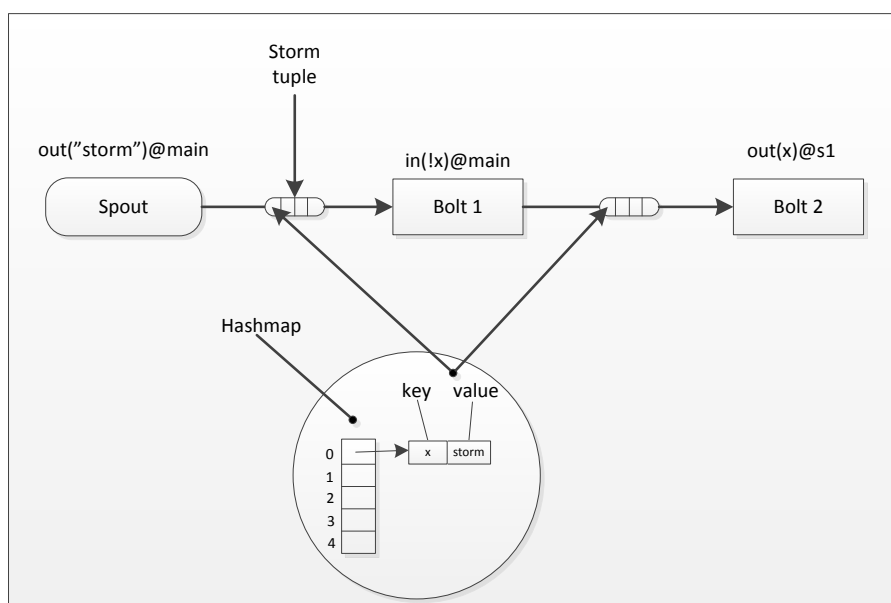 Storm
tuple
out(”storm”)@main
in(!x)@main
out(x)@s1
Spout
Bolt 1
Bolt 2
Hashmap
key
value
0
x
storm
1
2
3
4